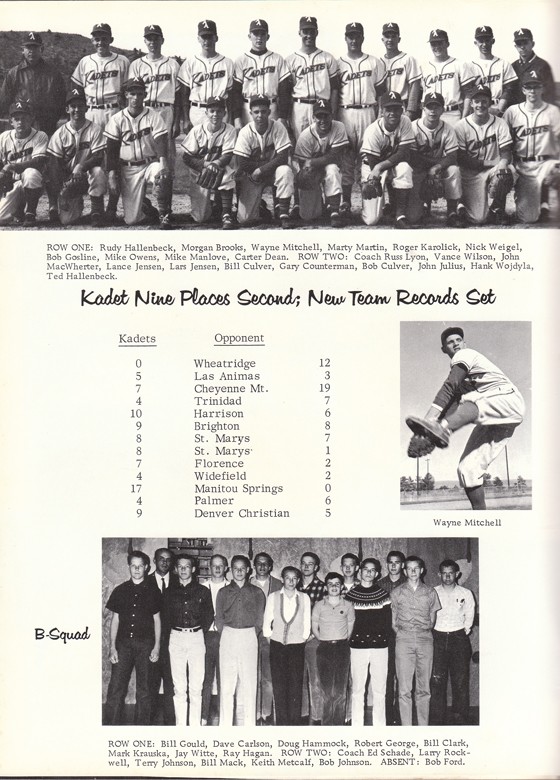 KADETS KADETS KADETS KADETS KADETS KADETS KADETS
ROW ONE: Rudy Hallenbeck, Morgan Brooks, Wayne Mitchell, Marty Martin, Roger Karolick, Nick Weigel,
Bob Gosline, Mike Owens, Mike Manlove, Carter Dean. ROW TWO: Coach Russ Lyon, Vance Wilson, John
MacWherter, Lance Jensen, Lars Jensen, Bill Culver, Gary Counterman, Bob Culver, John Julius, Hank Wojdyla,
Ted Hallenbeck.
Kadet Nine Places Second; New Team Records Set
Kadets Opponent
0 Wheatridge 12
5 Las Animas 3
7 Cheyenne Mt. 19
4 Trinidad 7
10 Harrison 6
9 Brighton 8
8 St. Marys 7
8 St. Marys 1
7 Florence 2
4 Widefield 2
17 Manitou Springs 0
4 Palmer 6
9 Denver Christian 5
Wayne Mitchell
B-Squad
ROW ONE: Bill Gould, Dave Carlson, Doug Hammock, Robert George, Bill Clark,
Mark Krauska, Jay Witte, Ray Hagan. ROW TWO: Coach Ed Schade, Larry Rock-
well, Terry Johnson, Bill Mack, Keith Metcalf, Bob Johnson. ABSENT: Bob Ford.